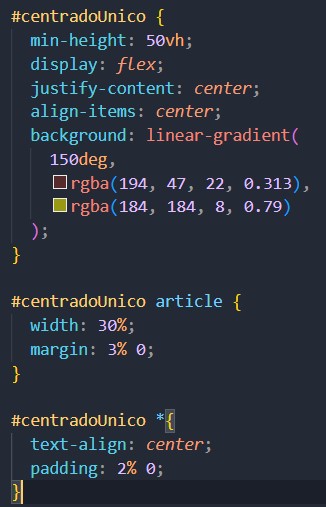 #centradoUnico {
min-height: 50vh;
display: flex;
justify-content: center;
align-items: center;
background: linear-gradient(
150deg,
rgba(194, 47, 22, 0.313),
rgba(184, 184, 8, 0.79)
);
}
#centradoUnico article {
width: 30%;
margin: 3% 0;
}
#centradoUnico *{
text-align: center;
padding: 2% 0;
}